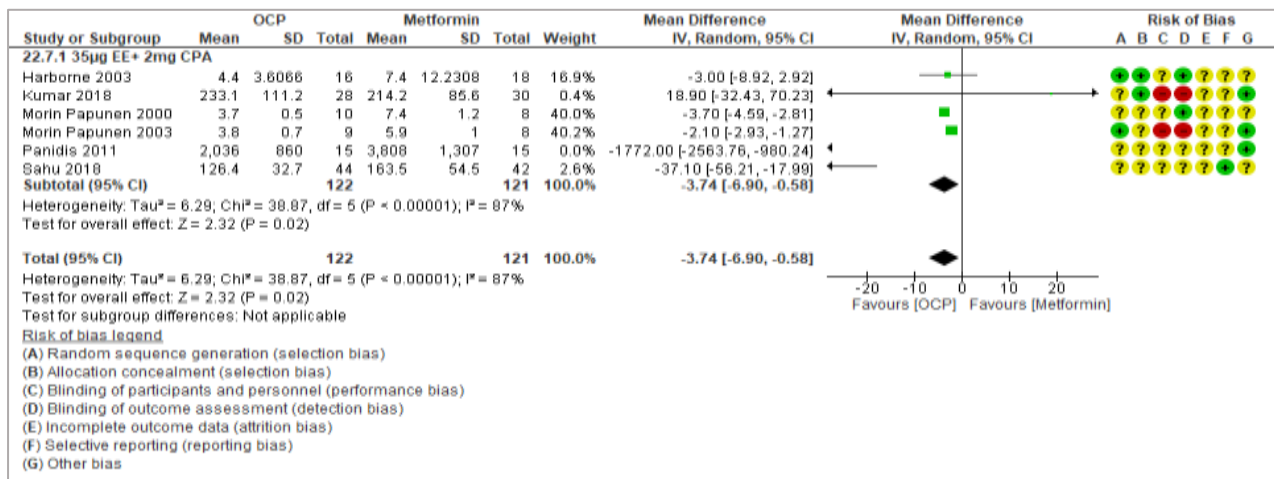 OCP Metformin Mean Difference Mean Difference Risk of Bias
Study or Subgroup Mean SD Total Mean SD Total Weight IV, Random, 95% CI IV, Random, 95% CI A B C D E F G
22.7.1 35µg EE+ 2mg CPA
Harborne 2003 4.4 3.6066 16 7.4 12.2308 18 16.9% -3.00 [-8.92, 2.92] + + ? + ? ? ?
Kumar 2018 233.1 111.2 28 214.2 85.6 30 0.4% 18.90 [-32.43, 70.23] ? + - - ? ? +
Morin Papunen 2000 3.7 0.5 10 7.4 1.2 8 40.0% -3.70 [-4.59, -2.81] ? ? ? + ? ? ?
Morin Papunen 2003 3.8 0.7 9 5.9 1 8 40.2% -2.10 [-2.93, -1.27] + ? - - ? ? +
Panidis 2011 2,036 860 15 3,808 1,307 15 0.0% -1772.00 [-2563.76, -980.24] ? ? ? ? ? ? +
Sahu 2018 126.4 32.7 44 163.5 54.5 42 2.6% -37.10 [-56.21, -17.99] ? ? ? ? ? + ?
Subtotal (95% CI) 122 121 100.0% -3.74 [-6.90, -0.58]
Heterogeneity: Tau² = 6.29; Chi² = 38.87, df = 5 (P < 0.00001); I² = 87%
Test for overall effect: Z = 2.32 (P = 0.02)
Total (95% CI) 122 121 100.0% -3.74 [-6.90, -0.58]
Heterogeneity: Tau² = 6.29; Chi² = 38.87, df = 5 (P < 0.00001); I² = 87%
Test for overall effect: Z = 2.32 (P = 0.02)
Test for subgroup differences: Not applicable
-20 -10 0 10 20
Favours [OCP] Favours [Metformin]
Risk of bias legend
(A) Random sequence generation (selection bias)
(B) Allocation concealment (selection bias)
(C) Blinding of participants and personnel (performance bias)
(D) Blinding of outcome assessment (detection bias)
(E) Incomplete outcome data (attrition bias)
(F) Selective reporting (reporting bias)
(G) Other bias